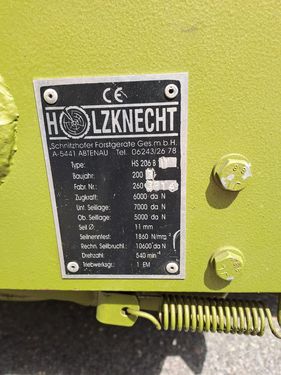 CE
HOLZKNECHT
Schnitzhofer Forstgeräte Ges.m.b.H.
A-5441 ABTENAU Tel. 06243/26 78
Type: HS 206 B
Baujahr: 200
Fabr. Nr.: 260
Zugkraft: 6000 da N
Unt. Seillage: 7000 da N
Ob. Seillage: 5000 da N
Seil Ø: 11 mm
Seilnennfest: 1860 N/mm²
Rechn. Seilbruchl.: 10600 da N
Drehzahl: 540 min⁻¹
Triebwerksgr.: 1 EM